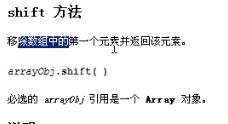 shift 方法
移除数组中的第一个元素并返回该元素。
arrayObj.shift( )
必选的 arrayObj 引用是一个 Array 对象。